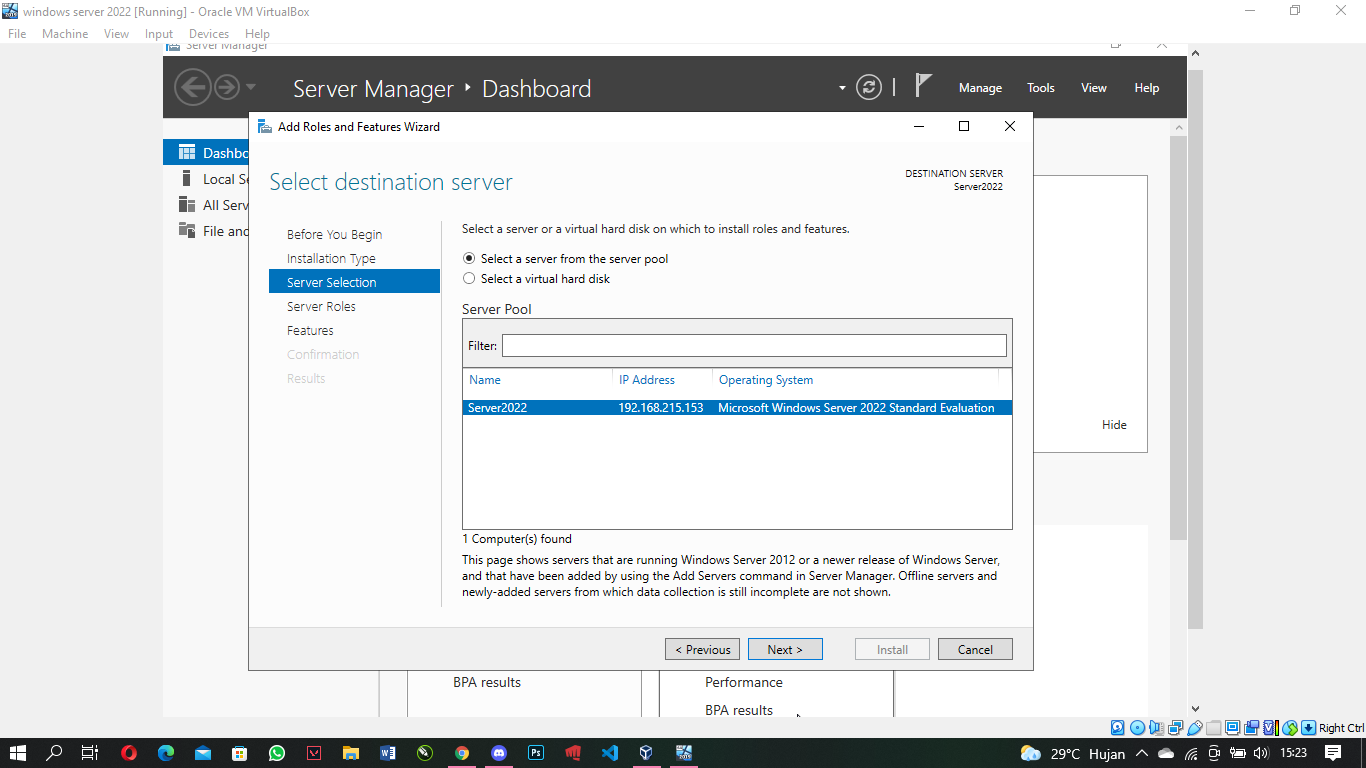 windows server 2022 [Running] - Oracle VM VirtualBox
File Machine View Input Devices Help
Server Manager
Server Manager ‣ Dashboard
Manage Tools View Help
Add Roles and Features Wizard
Dashbo
Local Se
All Serv
File and
Select destination server
DESTINATION SERVER
Server2022
Before You Begin
Installation Type
Server Selection
Server Roles
Features
Confirmation
Results
Select a server or a virtual hard disk on which to install roles and features.
Select a server from the server pool
Select a virtual hard disk
Server Pool
Filter:
Name IP Address Operating System
Server2022 192.168.215.153 Microsoft Windows Server 2022 Standard Evaluation
1 Computer(s) found
This page shows servers that are running Windows Server 2012 or a newer release of Windows Server,
and that have been added by using the Add Servers command in Server Manager. Offline servers and
newly-added servers from which data collection is still incomplete are not shown.
Hide
< Previous Next > Install Cancel
BPA results
Performance
BPA results
Right Ctrl
29°C Hujan 15:23